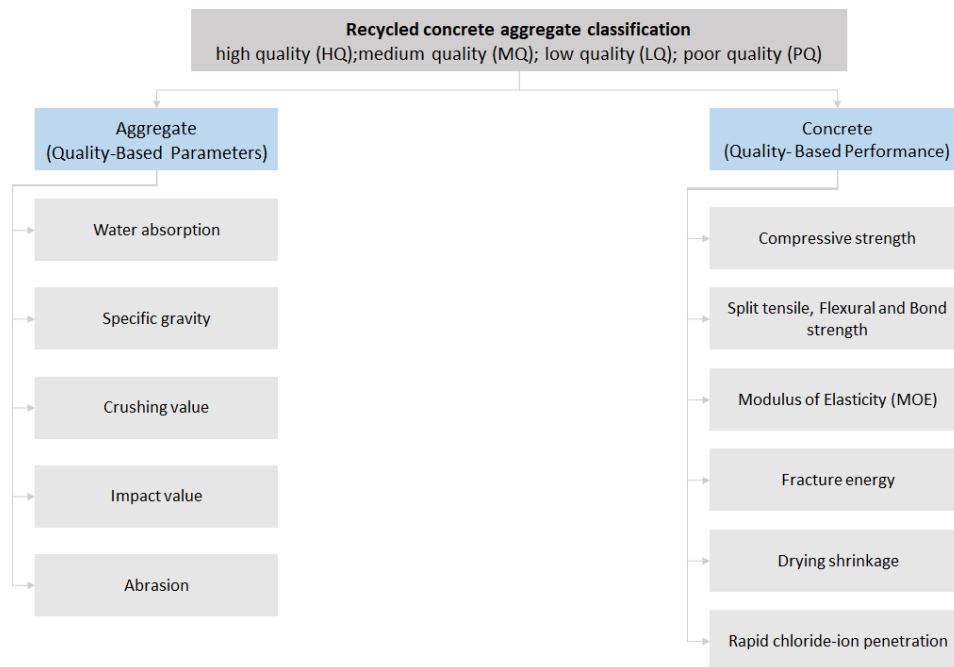 Recycled concrete aggregate classification
high quality (HQ);medium quality (MQ); low quality (LQ); poor quality (PQ)
Aggregate
(Quality-Based Parameters)
Water absorption
Specific gravity
Crushing value
Impact value
Abrasion
Concrete
(Quality- Based Performance)
Compressive strength
Split tensile, Flexural and Bond
strength
Modulus of Elasticity (MOE)
Fracture energy
Drying shrinkage
Rapid chloride-ion penetration